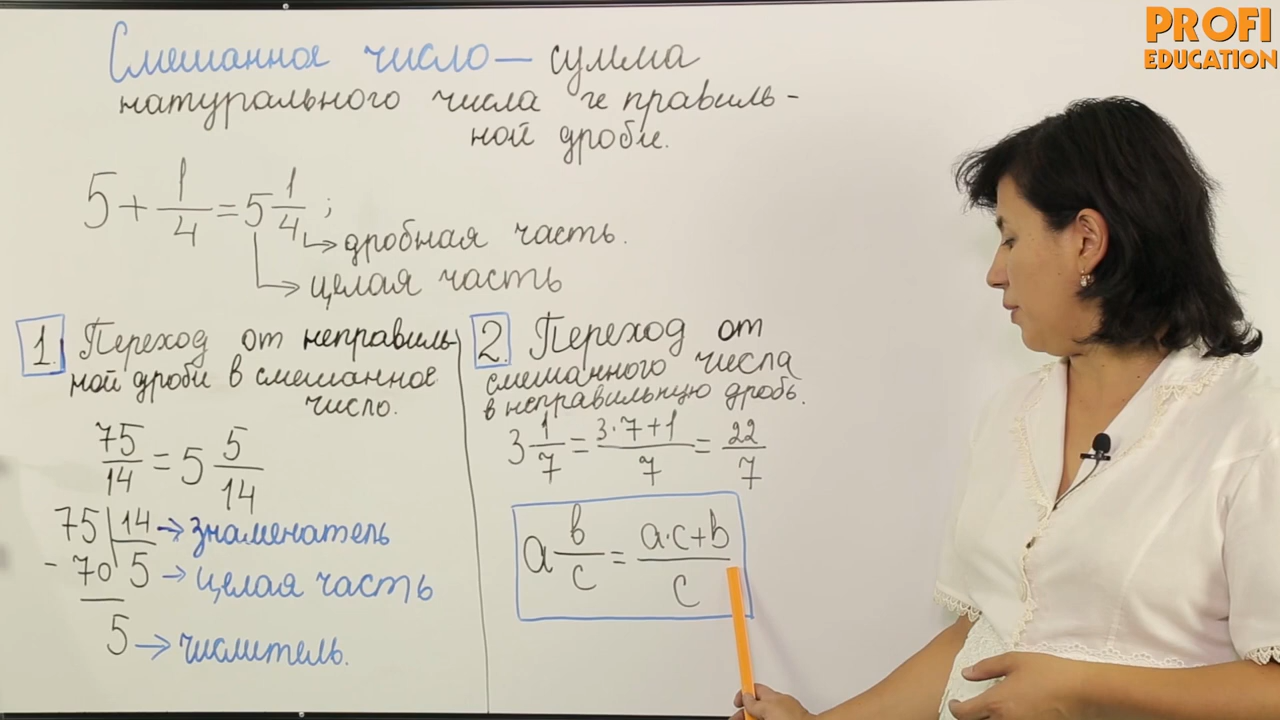 PROFI
EDUCATION
Смешанное число — сумма
натурального числа и правиль-
ной дроби.
5 + 1/4 = 5 1/4 ;
→ дробная часть.
→ целая часть
1. Переход от неправиль-
ной дроби в смешанное
число.
75/14 = 5 5/14
75 | 14 → знаменатель
- 70 5 → целая часть
5 → числитель.
2. Переход от
смешанного числа
в неправильную дробь.
3 1/7 = 3·7+1/7 = 22/7
a b/c = a·c+b/c